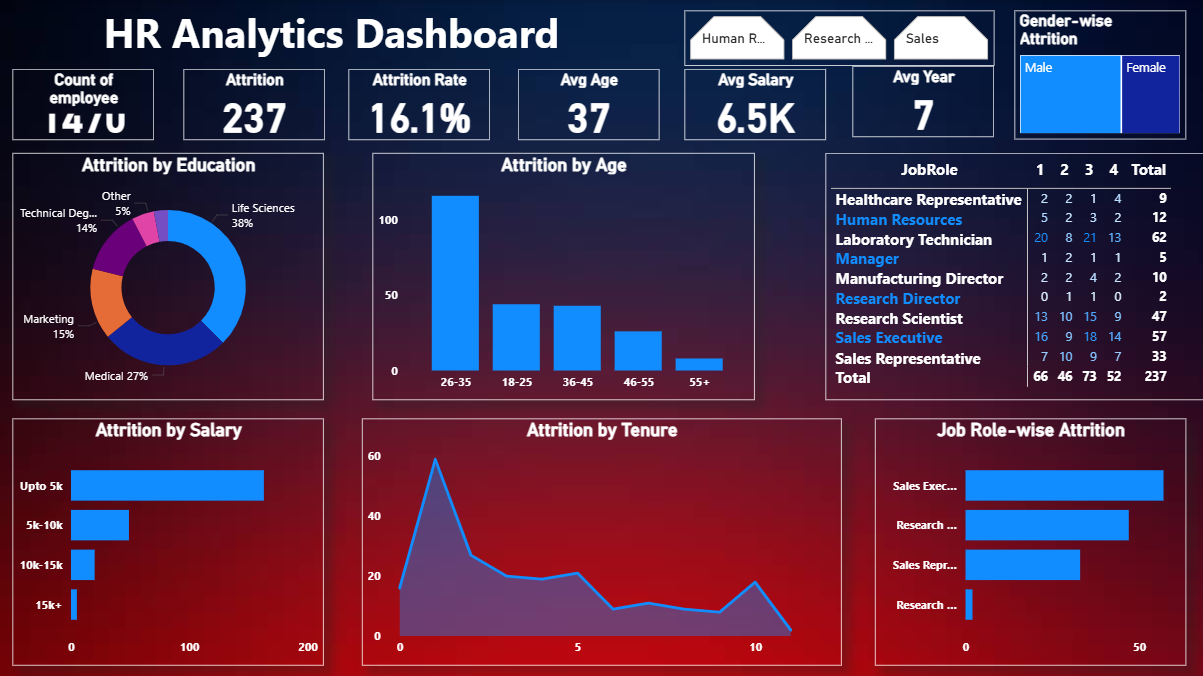 HR Analytics Dashboard
Human R...
Research ...
Sales
Gender-wise
Attrition
Male
Female
Count of
employee
1470
Attrition
237
Attrition Rate
16.1%
Avg Age
37
Avg Salary
6.5K
Avg Year
7
Attrition by Education
Other
5%
Technical Deg...
14%
Life Sciences
38%
Marketing
15%
Medical 27%
Attrition by Age
100
50
0
26-35 18-25 36-45 46-55 55+
JobRole 1 2 3 4 Total
Healthcare Representative 2 2 1 4 9
Human Resources 5 2 3 2 12
Laboratory Technician 20 8 21 13 62
Manager 1 2 1 1 5
Manufacturing Director 2 2 4 2 10
Research Director 0 1 1 0 2
Research Scientist 13 10 15 9 47
Sales Executive 16 9 18 14 57
Sales Representative 7 10 9 7 33
Total 66 46 73 52 237
Attrition by Salary
Upto 5k
5k-10k
10k-15k
15k+
0 100 200
Attrition by Tenure
60
40
20
0
0 5 10
Job Role-wise Attrition
Sales Exec...
Research ...
Sales Repr...
Research ...
0 50